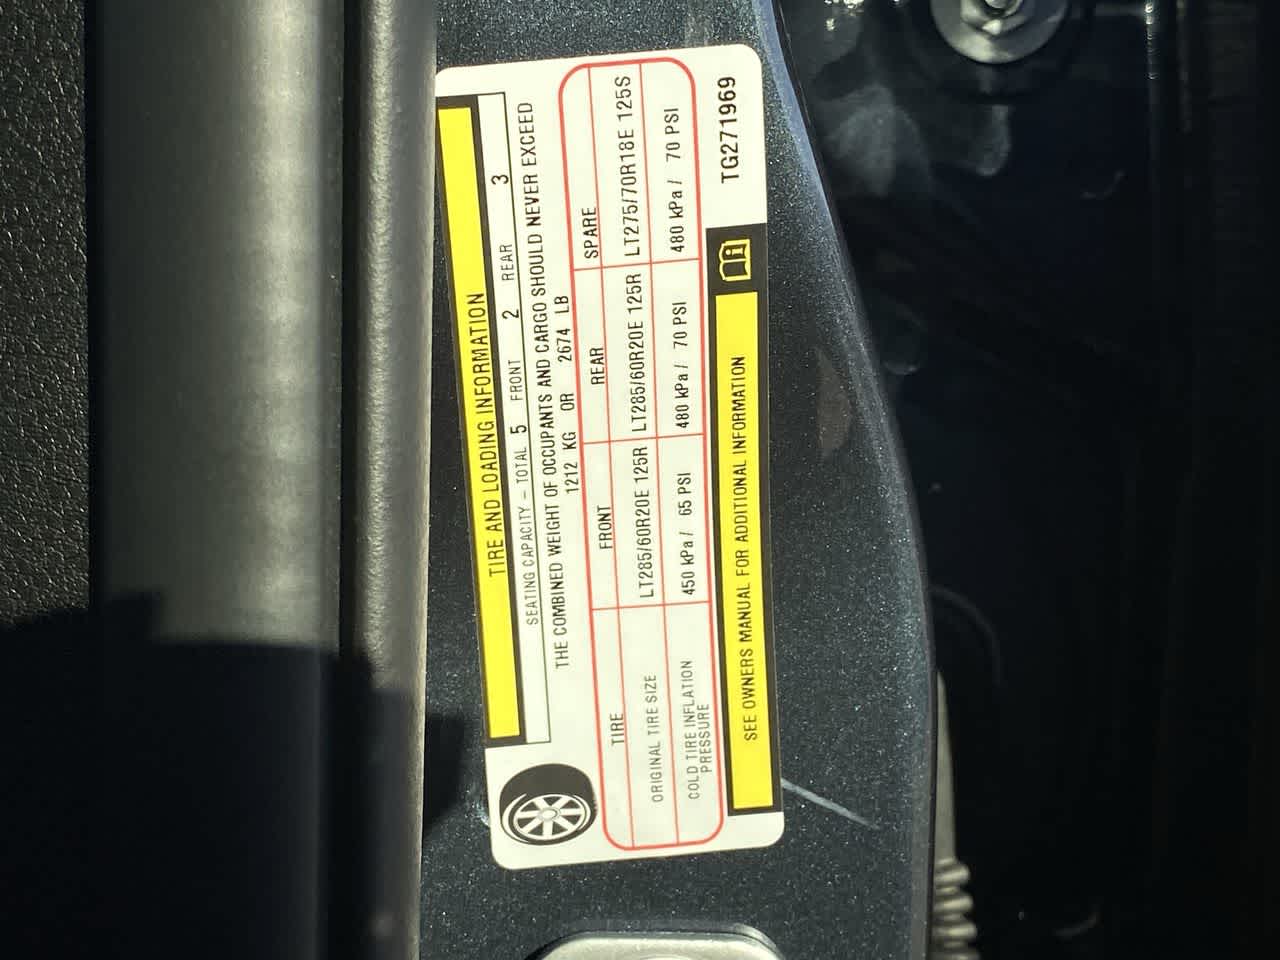 TIRE AND LOADING INFORMATION
SEATING CAPACITY – TOTAL 5 FRONT 2 REAR 3
THE COMBINED WEIGHT OF OCCUPANTS AND CARGO SHOULD NEVER EXCEED
1212 KG OR 2674 LB
TIRE FRONT REAR SPARE
ORIGINAL TIRE SIZE LT285/60R20E 125R LT285/60R20E 125R LT275/70R18E 125S
COLD TIRE INFLATION
PRESSURE 450 kPa / 65 PSI 480 kPa / 70 PSI 480 kPa / 70 PSI
SEE OWNERS MANUAL FOR ADDITIONAL INFORMATION
TG271969